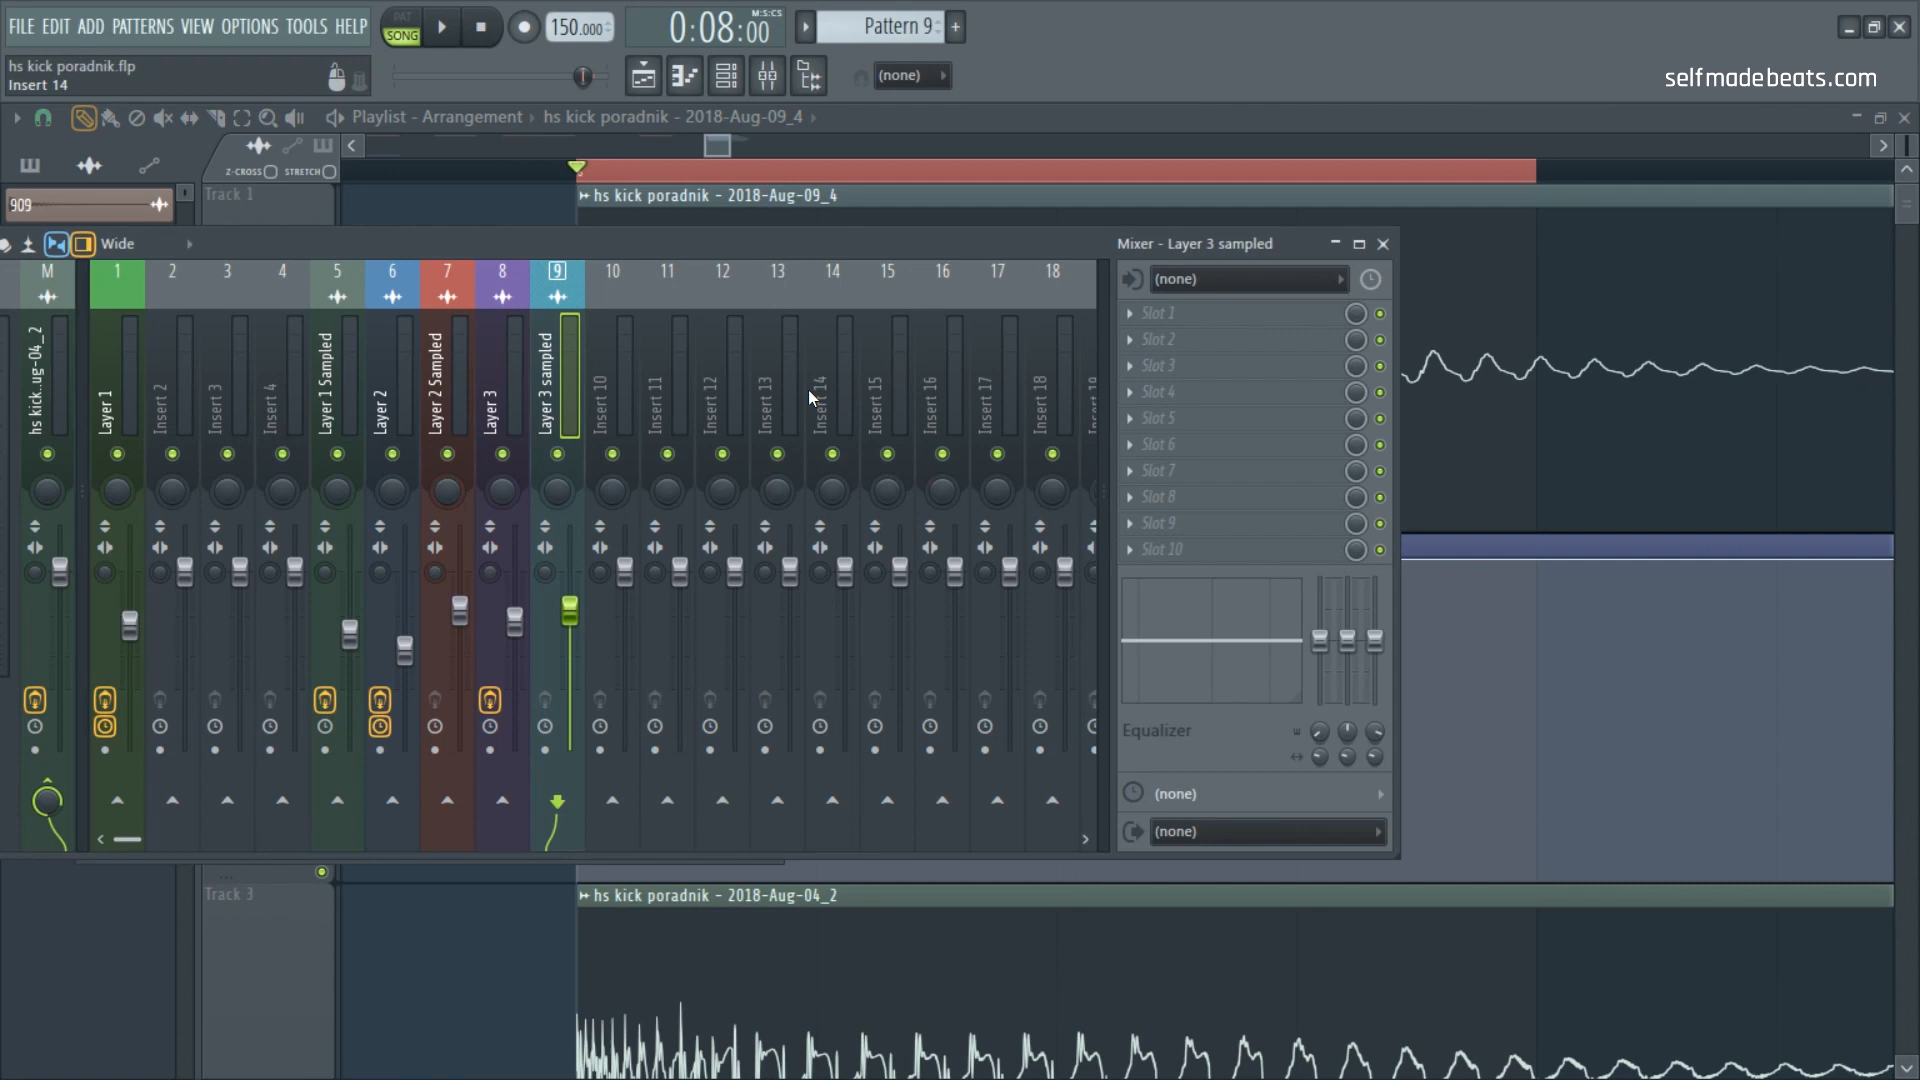 FILE EDIT ADD PATTERNS VIEW OPTIONS TOOLS HELP
PAT
SONG
150.000
0:08:00
M:S:CS
Pattern 9
+
hs kick poradnik.flp
Insert 14
(none)
selfmadebeats.com
Playlist - Arrangement
hs kick poradnik - 2018-Aug-09_4
Z-CROSS
STRETCH
909
Track 1
hs kick poradnik - 2018-Aug-09_4
Wide
Mixer - Layer 3 sampled
M 1 2 3 4 5 6 7 8 9 10 11 12 13 14 15 16 17 18
hs kick..ug-04_2
Layer 1
Insert 2
Insert 3
Insert 4
Layer 1 Sampled
Layer 2
Layer 2 Sampled
Layer 3
Layer 3 sampled
Insert 10
Insert 11
Insert 12
Insert 13
Insert 14
Insert 15
Insert 16
Insert 17
Insert 18
(none)
Slot 1
Slot 2
Slot 3
Slot 4
Slot 5
Slot 6
Slot 7
Slot 8
Slot 9
Slot 10
Equalizer
(none)
(none)
Track 3
hs kick poradnik - 2018-Aug-04_2